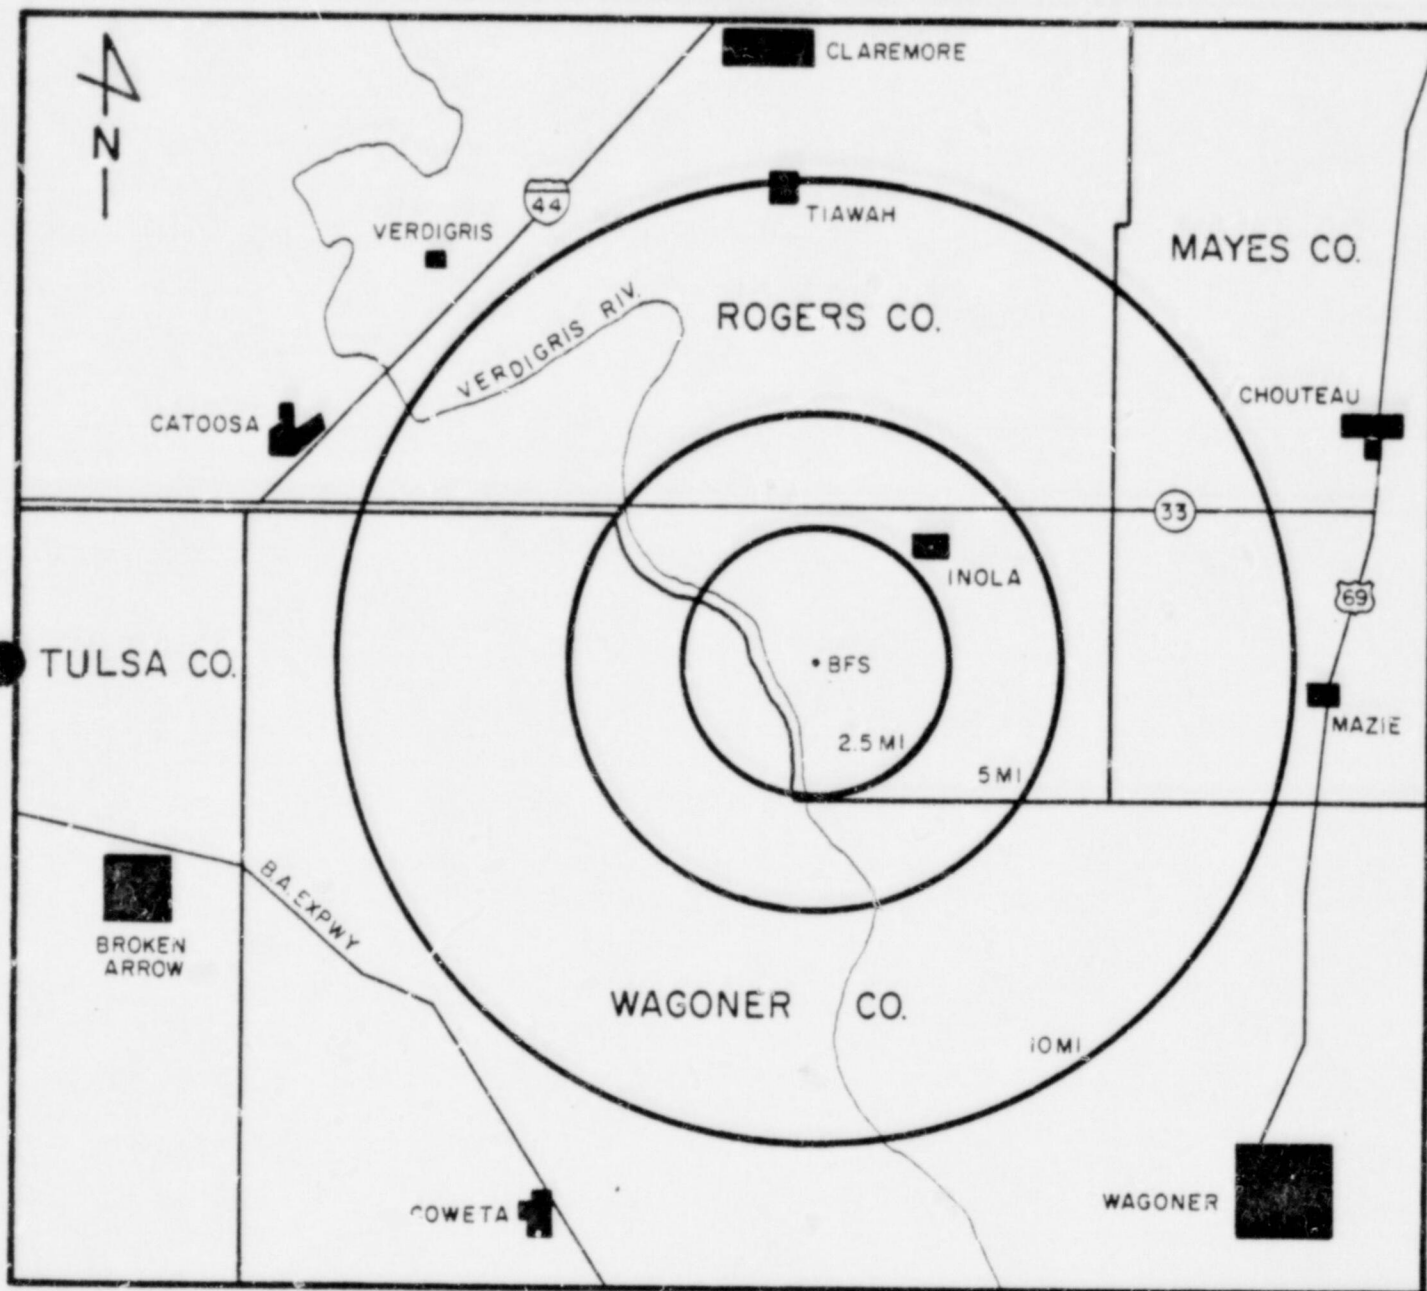 CLAREMORE
N
44
TIAWAH
VERDIGRIS
MAYES CO.
VERDIGRIS RIV.
ROGERS CO.
CHOUTEAU
CATOOSA
33
INOLA
69
TULSA CO.
BFS
MAZIE
2.5 MI
5 MI
B.A. EXPWY
BROKEN
ARROW
WAGONER CO.
10 MI
WAGONER
COWETA